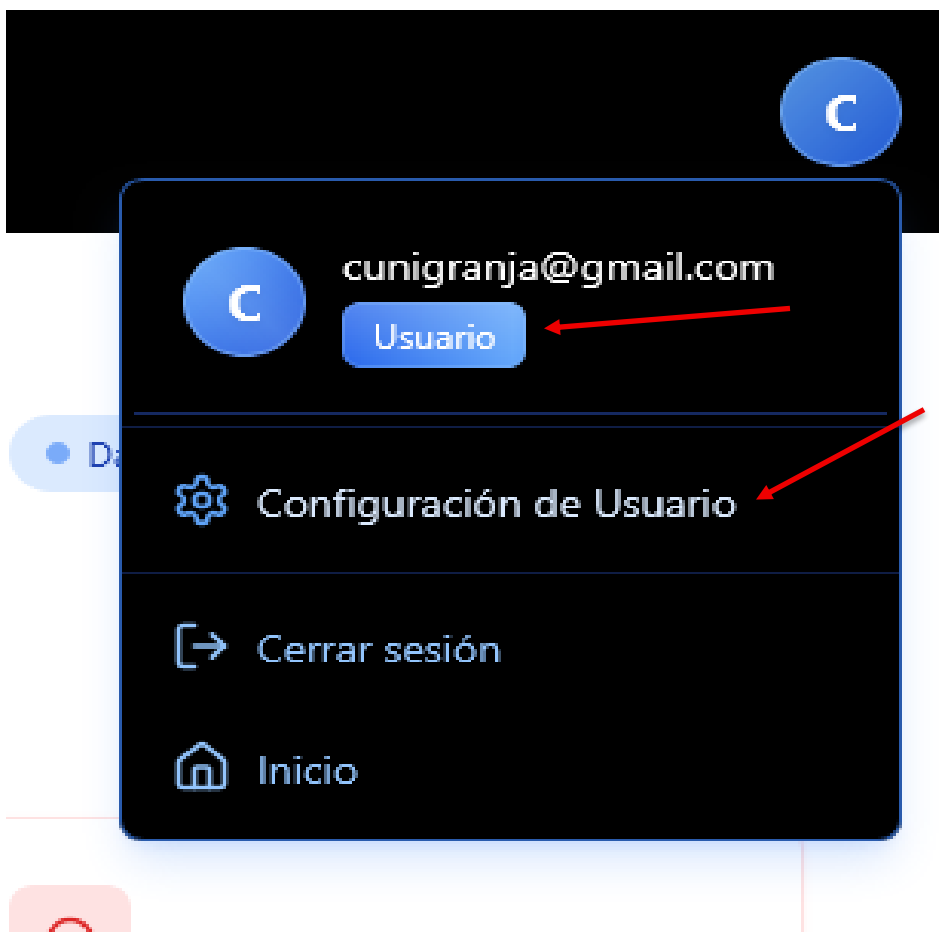 C
C
cunigranja@gmail.com
Usuario
Configuración de Usuario
Cerrar sesión
Inicio